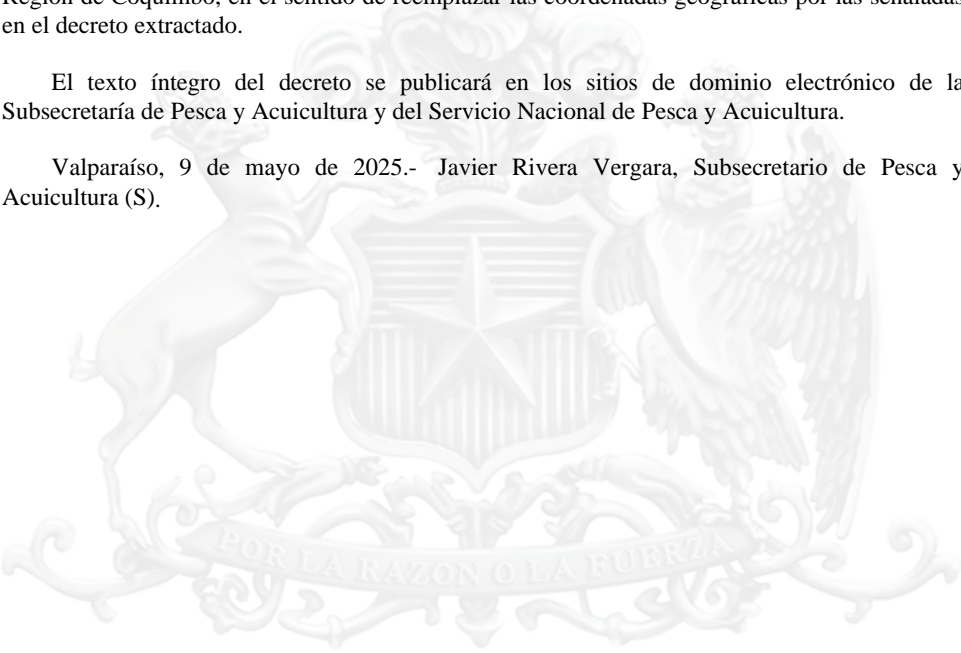 Región de Coquimbo, en el sentido de reemplazar las coordenadas geográficas por las señaladas
en el decreto extractado.
El texto íntegro del decreto se publicará en los sitios de dominio electrónico de la
Subsecretaría de Pesca y Acuicultura y del Servicio Nacional de Pesca y Acuicultura.
Valparaíso, 9 de mayo de 2025.- Javier Rivera Vergara, Subsecretario de Pesca y
Acuicultura (S).
POR LA RAZON O LA FUERZA